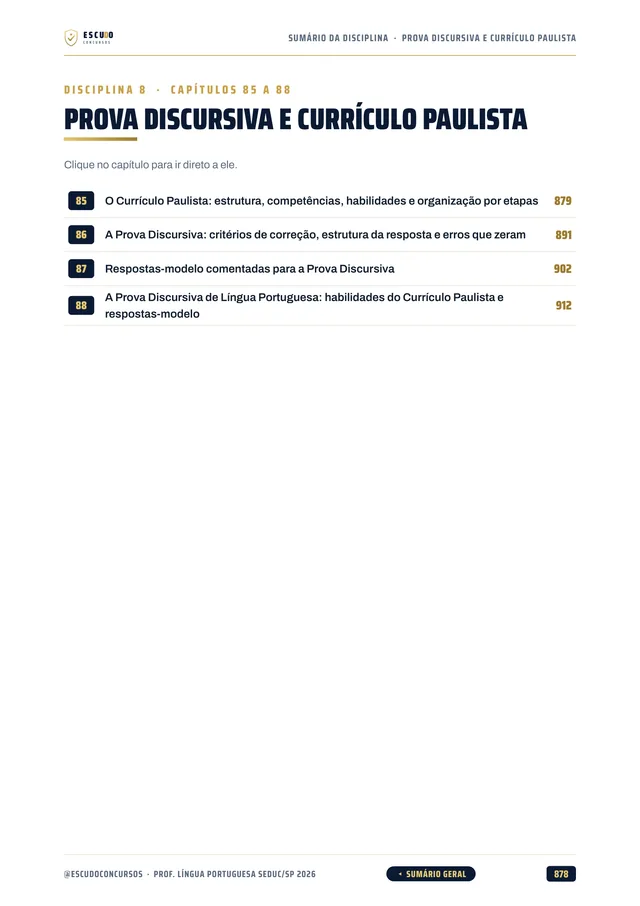 ESCUDO
CONCURSOS
SUMÁRIO DA DISCIPLINA · PROVA DISCURSIVA E CURRÍCULO PAULISTA
DISCIPLINA 8 · CAPÍTULOS 85 A 88
PROVA DISCURSIVA E CURRÍCULO PAULISTA
Clique no capítulo para ir direto a ele.
85 O Currículo Paulista: estrutura, competências, habilidades e organização por etapas 879
86 A Prova Discursiva: critérios de correção, estrutura da resposta e erros que zeram 891
87 Respostas-modelo comentadas para a Prova Discursiva 902
88 A Prova Discursiva de Língua Portuguesa: habilidades do Currículo Paulista e
respostas-modelo 912
@ESCUDOCONCURSOS · PROF. LÍNGUA PORTUGUESA SEDUC/SP 2026 SUMÁRIO GERAL 878